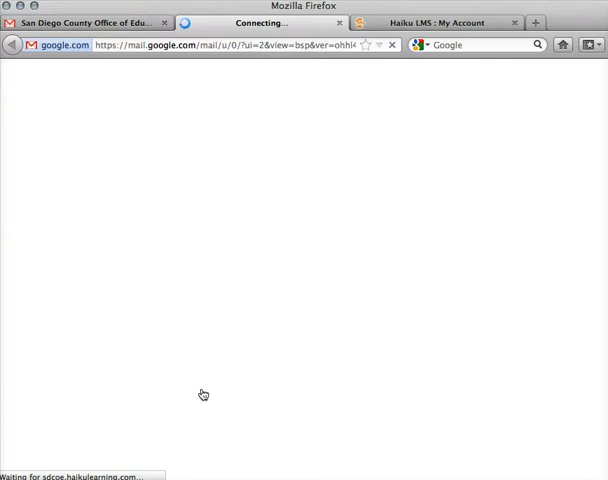 Mozilla Firefox
San Diego County Office of Edu...
Connecting...
Haiku LMS : My Account
google.com
https://mail.google.com/mail/u/0/?ui=2&view=bsp&ver=ohhl4
Google
Waiting for sdcoe.haikulearning.com...